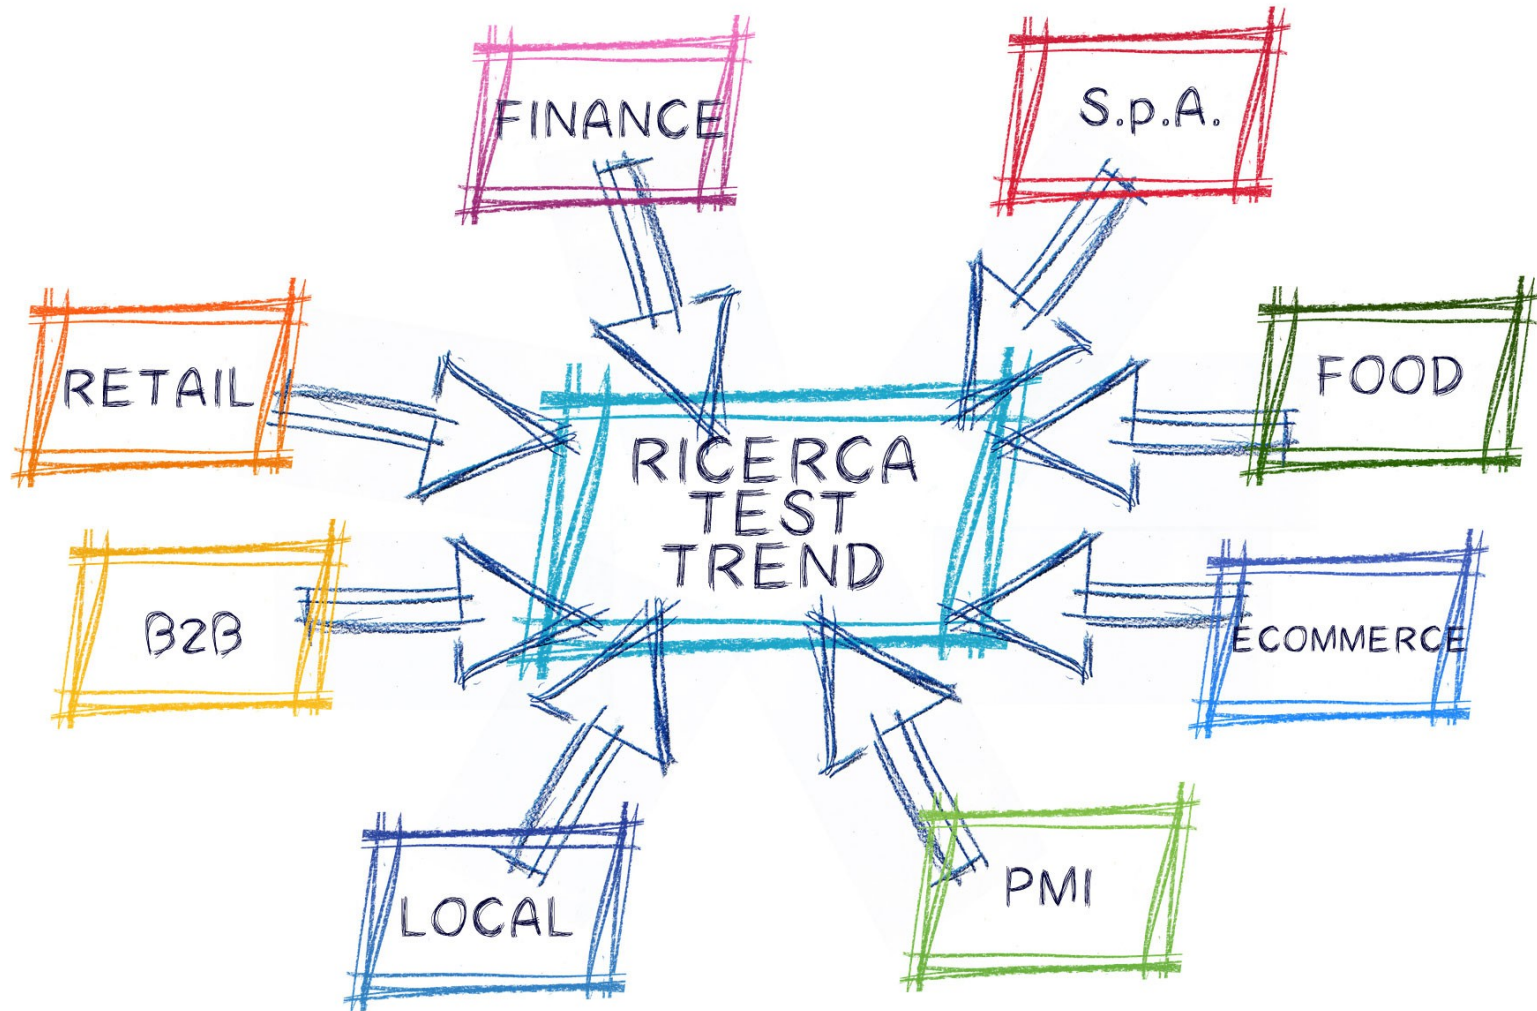 FINANCE
S.p.A.
RETAIL
FOOD
RICERCA
TEST
TREND
B2B
ECOMMERCE
LOCAL
PMI